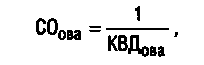 СО_ова = 1 / КВД_ова ,